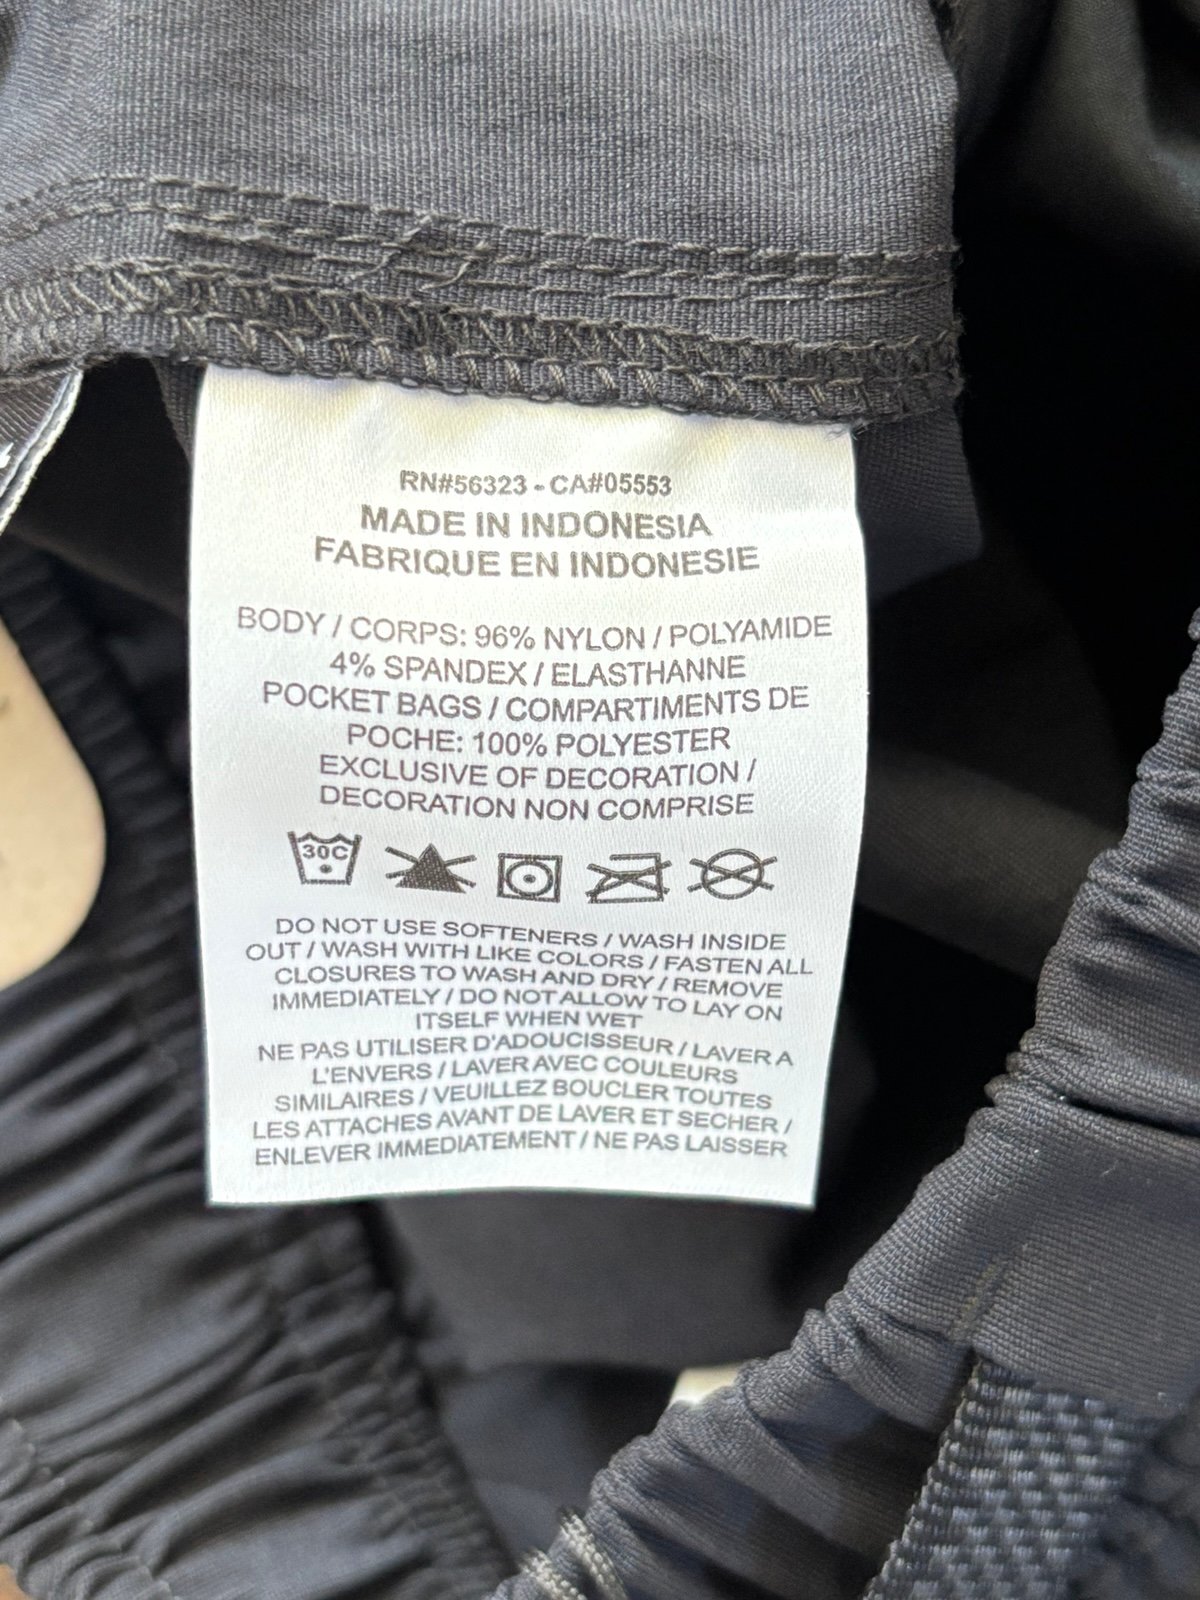 RN#56323 - CA#05553
MADE IN INDONESIA
FABRIQUE EN INDONESIE
BODY / CORPS: 96% NYLON / POLYAMIDE
4% SPANDEX / ELASTHANNE
POCKET BAGS / COMPARTIMENTS DE
POCHE: 100% POLYESTER
EXCLUSIVE OF DECORATION /
DECORATION NON COMPRISE
30C
DO NOT USE SOFTENERS / WASH INSIDE
OUT / WASH WITH LIKE COLORS / FASTEN ALL
CLOSURES TO WASH AND DRY / REMOVE
IMMEDIATELY / DO NOT ALLOW TO LAY ON
ITSELF WHEN WET
NE PAS UTILISER D'ADOUCISSEUR / LAVER A
L'ENVERS / LAVER AVEC COULEURS
SIMILAIRES / VEUILLEZ BOUCLER TOUTES
LES ATTACHES AVANT DE LAVER ET SECHER /
ENLEVER IMMEDIATEMENT / NE PAS LAISSER